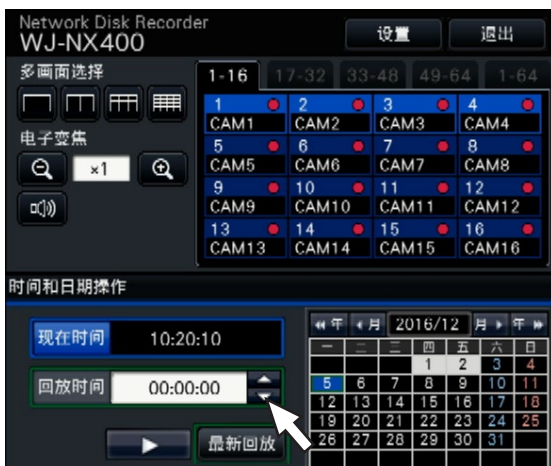 Network Disk Recorder
WJ-NX400
设置
退出
多画面选择
电子变焦
×1
1-16 17-32 33-48 49-64 1-64
1 2 3 4
CAM1 CAM2 CAM3 CAM4
5 6 7 8
CAM5 CAM6 CAM7 CAM8
9 10 11 12
CAM9 CAM10 CAM11 CAM12
13 14 15 16
CAM13 CAM14 CAM15 CAM16
时间和日期操作
现在时间 10:20:10
回放时间 00:00:00
最新回放
年 月 2016/12 月 年
一 二 三 四 五 六 日
1 2 3 4
5 6 7 8 9 10 11
12 13 14 15 16 17 18
19 20 21 22 23 24 25
26 27 28 29 30 31